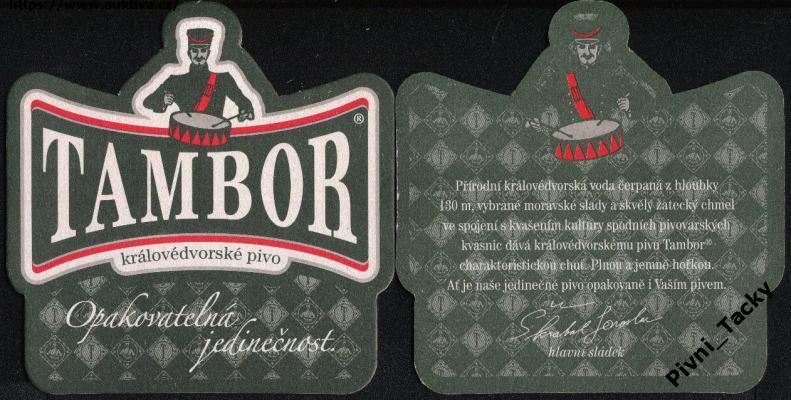 https://www.aukliva.cz/
TAMBOR®
královédvorské pivo
Opakovatelná
jedinečnost.
Přírodní královédvorská voda čerpaná z hloubky
130 m, vybrané moravské slady a skvělý žatecký chmel
ve spojení s kvašením kultury spodních pivovarských
kvasnic dává královédvorskému pivu Tambor®
charakteristickou chuť. Plnou a jemně hořkou.
Ať je naše jedinečné pivo opakovaně i Vaším pivem.
hlavní sládek
Pivni_Tacky